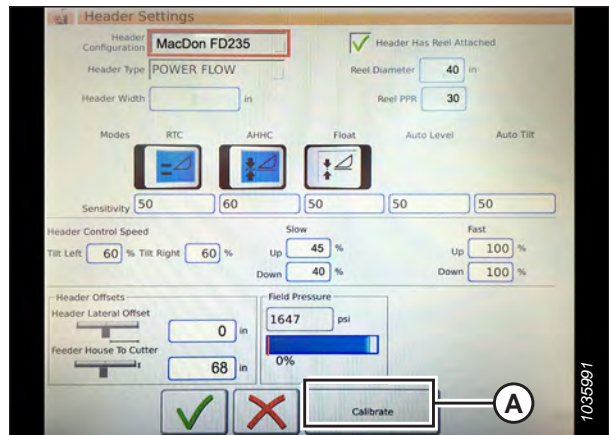 Header Settings
Header
Configuration
MacDon FD235
Header Has Reel Attached
Header Type
POWER FLOW
Reel Diameter
40
in
Header Width
in
Reel PPR
30
Modes
RTC
AHHC
Float
Auto Level
Auto Tilt
Sensitivity
50
60
50
50
50
Header Control Speed
Slow
Fast
Tilt Left
60
%
Tilt Right
60
%
Up
45
%
Up
100
%
Down
40
%
Down
100
%
Header Offsets
Field Pressure
Header Lateral Offset
0
in
1647
psi
0%
Feeder House To Cutter
68
in
Calibrate
A
1035991